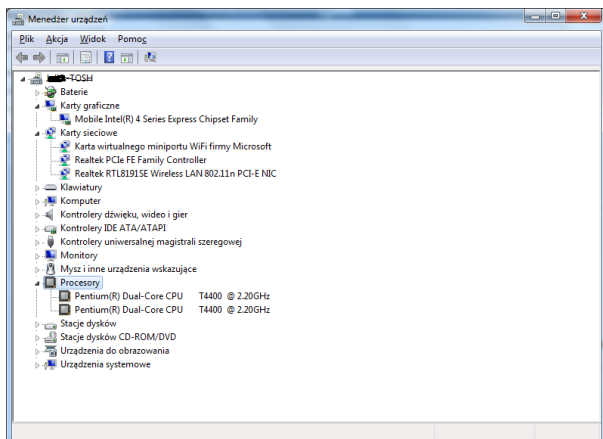 Menedżer urządzeń
Plik Akcja Widok Pomoc
-TOSH
Baterie
Karty graficzne
Mobile Intel(R) 4 Series Express Chipset Family
Karty sieciowe
Karta wirtualnego miniportu WiFi firmy Microsoft
Realtek PCIe FE Family Controller
Realtek RTL8191SE Wireless LAN 802.11n PCI-E NIC
Klawiatury
Komputer
Kontrolery dźwięku, wideo i gier
Kontrolery IDE ATA/ATAPI
Kontrolery uniwersalnej magistrali szeregowej
Monitory
Mysz i inne urządzenia wskazujące
Procesory
Pentium(R) Dual-Core CPU T4400 @ 2.20GHz
Pentium(R) Dual-Core CPU T4400 @ 2.20GHz
Stacje dysków
Stacje dysków CD-ROM/DVD
Urządzenia do obrazowania
Urządzenia systemowe